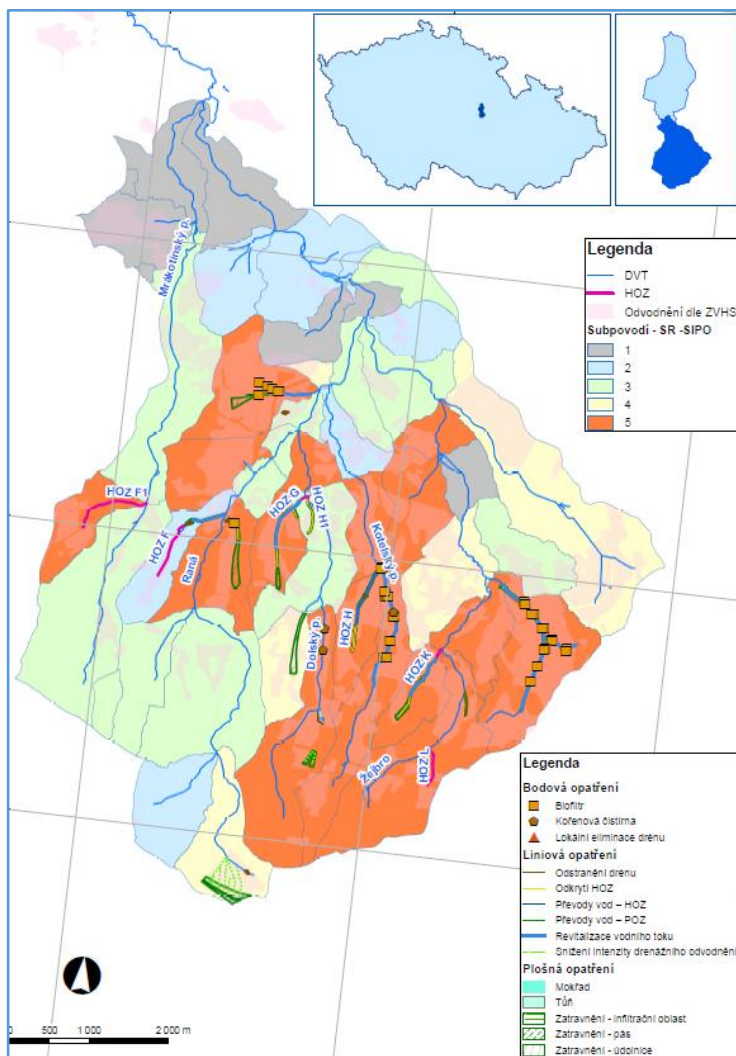 Legenda
DVT
HOZ
Odvodnění dle ZVHS
Subpovodí - SR -SIPO
1
2
3
4
5
Mrákotínský p.
HOZ F1
HOZ F
Raná
HOZ G
HOZ H1
Kotelský p.
HOZ H
Dolský p.
HOZ K
Žejbro
HOZ L
Legenda
Bodová opatření
Biofiltr
Kořenová čistírna
Lokální eliminace drénu
Liniová opatření
Odstranění drénu
Odkrytí HOZ
Převody vod – HOZ
Převody vod – POZ
Revitalizace vodního toku
Snížení intenzity drenážního odvodnění
Plošná opatření
Mokřad
Tůň
Zatravnění - infiltrační oblast
Zatravnění - pás
Zatravnění - údolnice
0 500 1 000 2 000 m